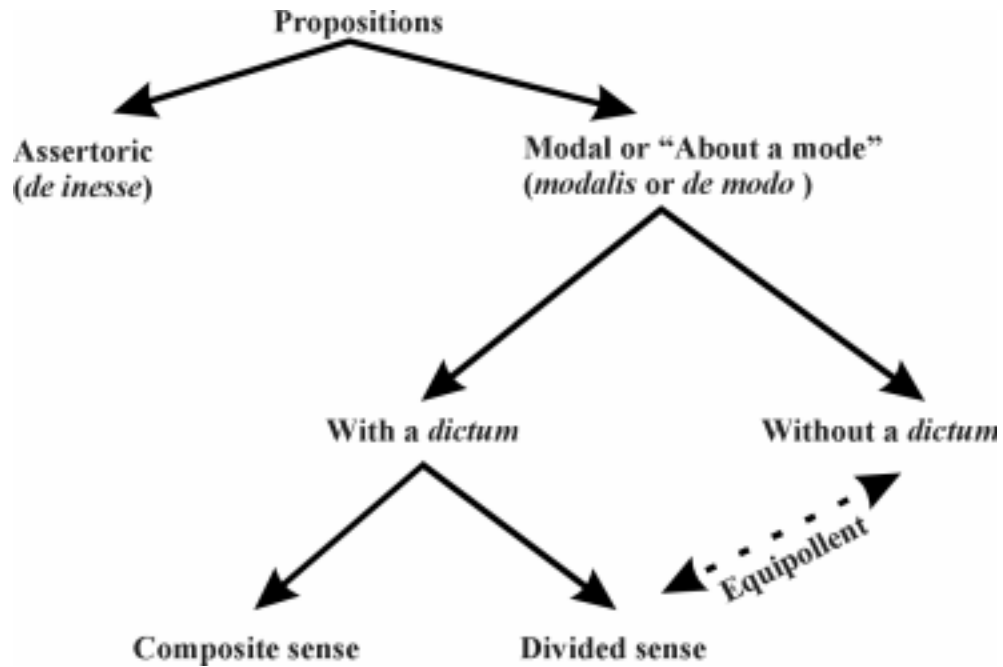 Propositions
Assertoric
(de inesse)
Modal or “About a mode”
(modalis or de modo )
With a dictum
Without a dictum
Equipollent
Composite sense
Divided sense